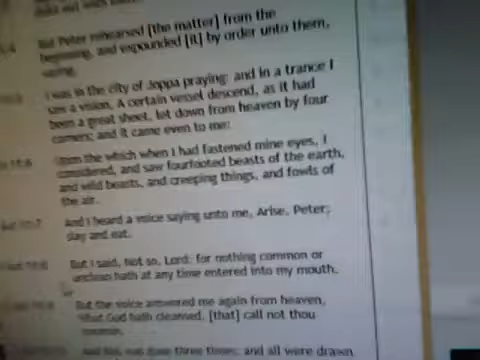 But Peter rehearsed [the matter] from the
beginning, and expounded [it] by order unto them,
saying,
I was in the city of Joppa praying: and in a trance I
saw a vision, A certain vessel descend, as it had
been a great sheet, let down from heaven by four
corners; and it came even to me:
Upon the which when I had fastened mine eyes, I
considered, and saw fourfooted beasts of the earth,
and wild beasts, and creeping things, and fowls of
the air.
And I heard a voice saying unto me, Arise, Peter;
slay and eat.
But I said, Not so, Lord: for nothing common or
unclean hath at any time entered into my mouth.
But the voice answered me again from heaven,
What God hath cleansed, [that] call not thou
common.
And this was done three times: and all were drawn